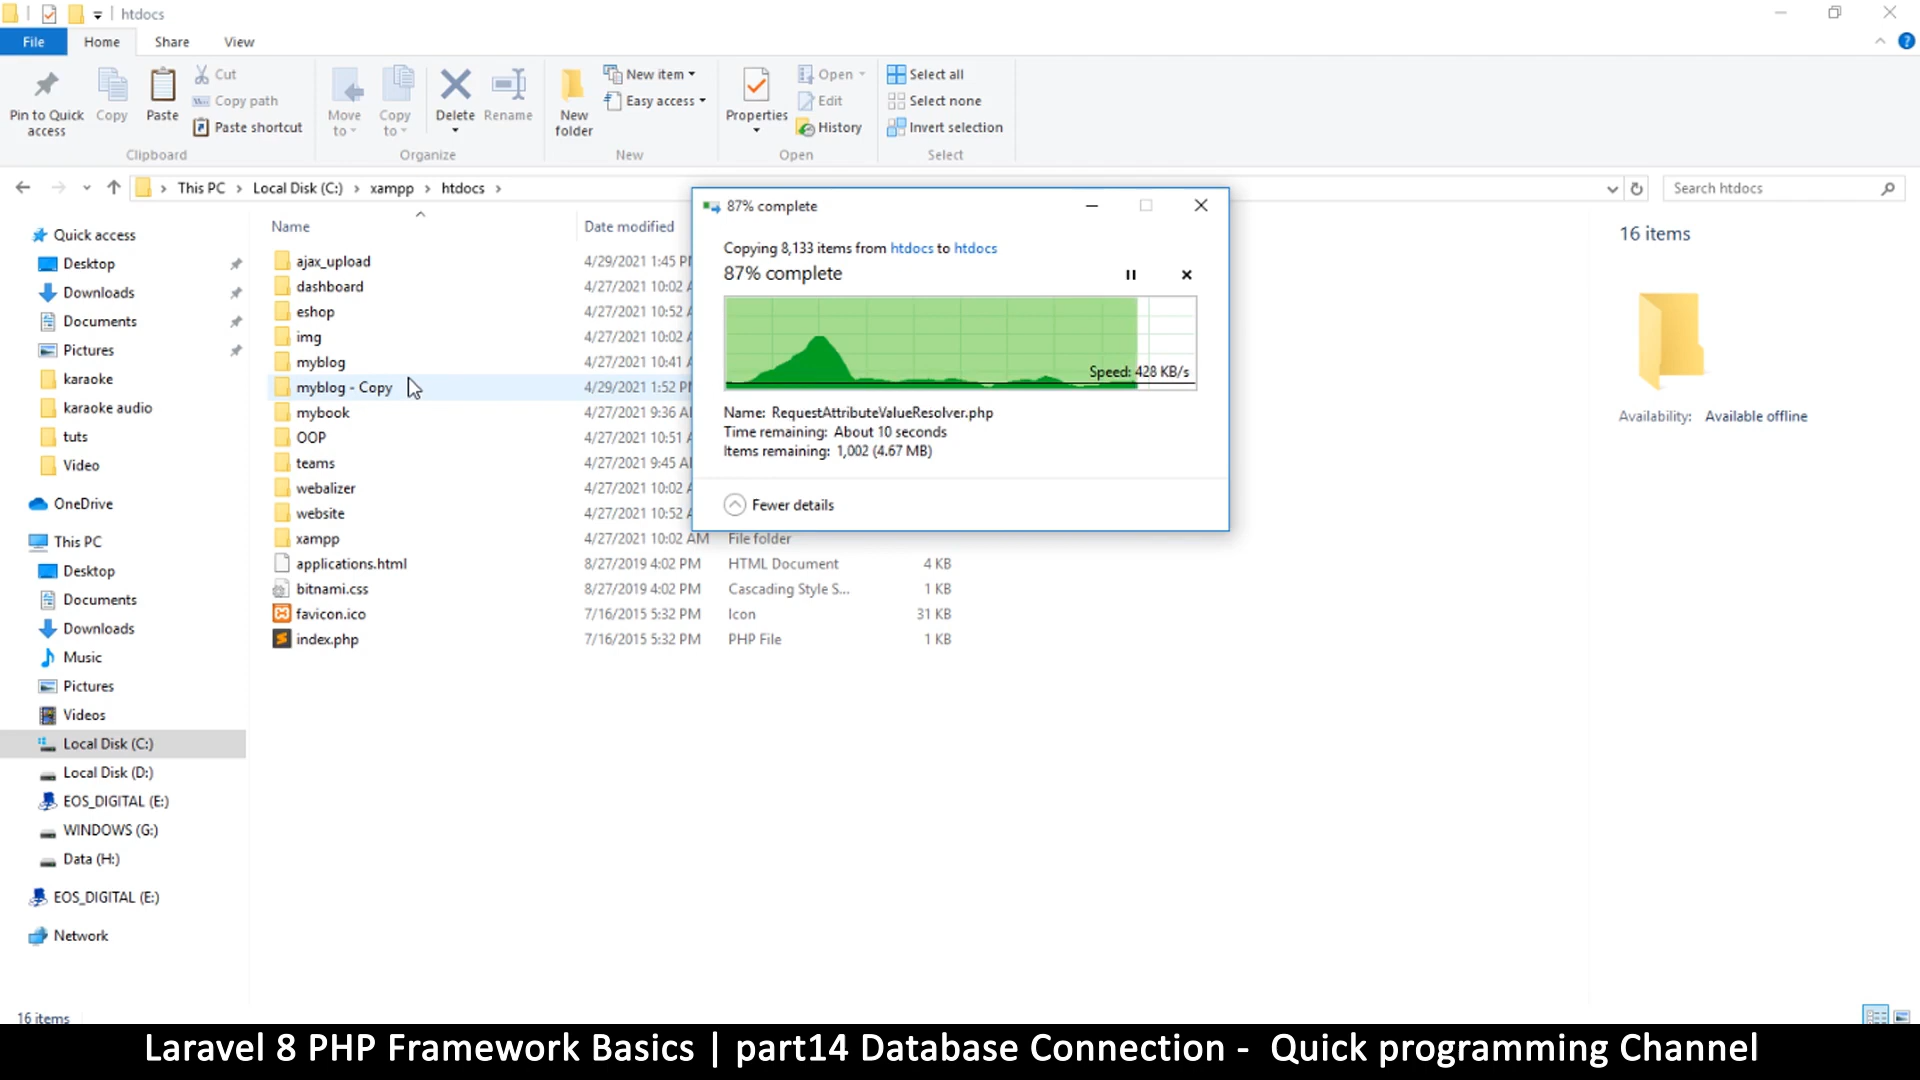 htdocs
File Home Share View
Pin to Quick access
Copy
Paste
Cut
Copy path
Paste shortcut
Clipboard
Move to
Copy to
Delete
Rename
Organize
New folder
New item
Easy access
New
Properties
Open
Edit
History
Open
Select all
Select none
Invert selection
Select
This PC > Local Disk (C:) > xampp > htdocs >
Search htdocs
Quick access
Desktop
Downloads
Documents
Pictures
karaoke
karaoke audio
tuts
Video
OneDrive
This PC
Desktop
Documents
Downloads
Music
Pictures
Videos
Local Disk (C:)
Local Disk (D:)
EOS_DIGITAL (E:)
WINDOWS (G:)
Data (H:)
EOS_DIGITAL (E:)
Network
Name Date modified
ajax_upload 4/29/2021 1:45
dashboard 4/27/2021 10:02
eshop 4/27/2021 10:52
img 4/27/2021 10:02
myblog 4/27/2021 10:41
myblog - Copy 4/29/2021 1:52
mybook 4/27/2021 9:36
OOP 4/27/2021 10:51
teams 4/27/2021 9:45
webalizer 4/27/2021 10:02
website 4/27/2021 10:52
xampp 4/27/2021 10:02 AM File folder
applications.html 8/27/2019 4:02 PM HTML Document 4 KB
bitnami.css 8/27/2019 4:02 PM Cascading Style S... 1 KB
favicon.ico 7/16/2015 5:32 PM Icon 31 KB
index.php 7/16/2015 5:32 PM PHP File 1 KB
87% complete
Copying 8,133 items from htdocs to htdocs
87% complete
Speed: 428 KB/s
Name: RequestAttributeValueResolver.php
Time remaining: About 10 seconds
Items remaining: 1,002 (4.67 MB)
Fewer details
16 items
Availability: Available offline
16 items
Laravel 8 PHP Framework Basics | part14 Database Connection - Quick programming Channel